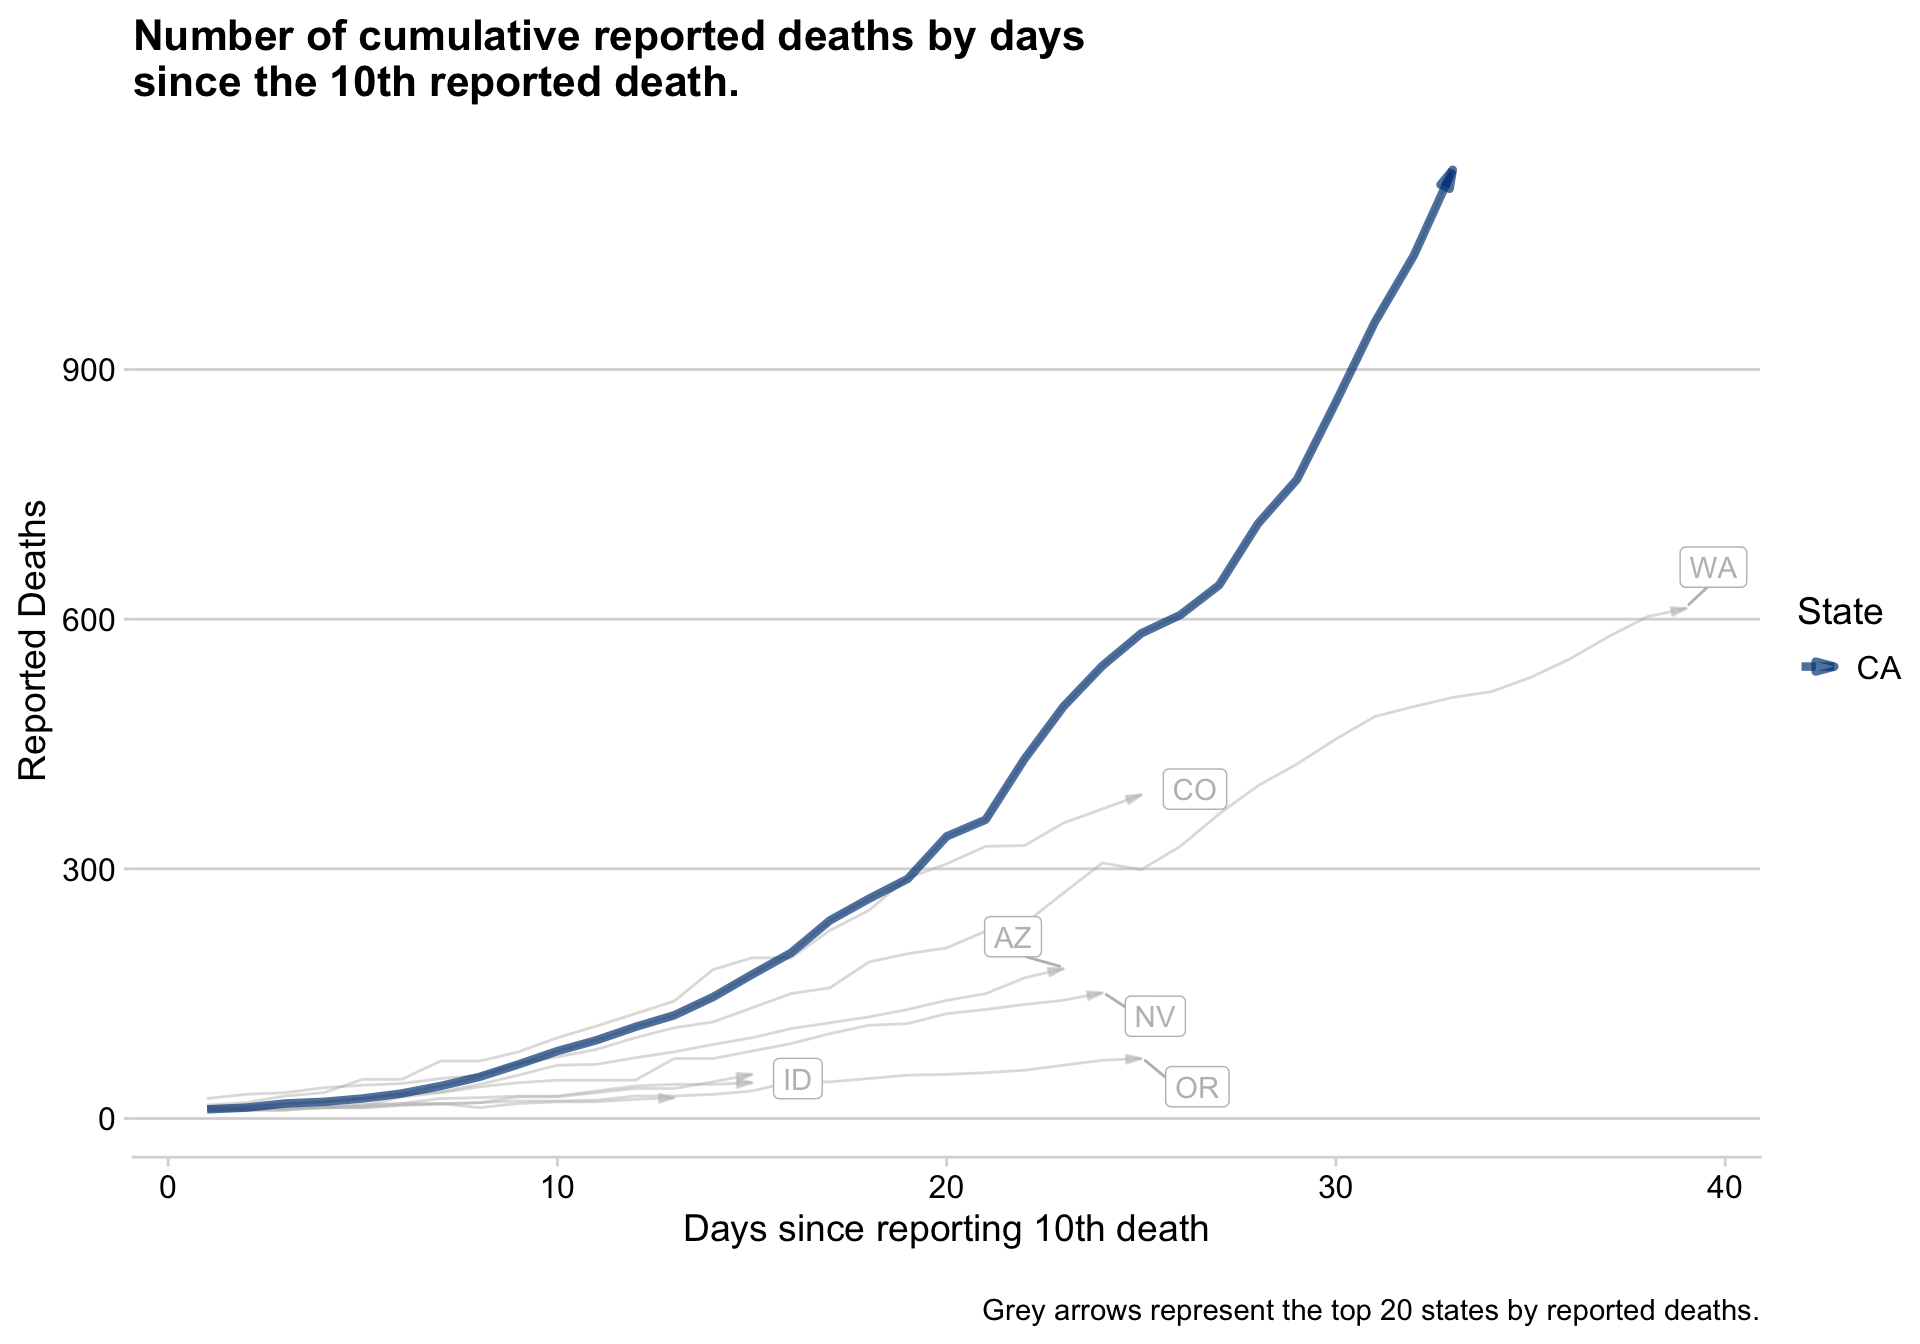 Number of cumulative reported deaths by days
since the 10th reported death.
Reported Deaths
900
600
300
0
WA
CO
AZ
NV
ID
OR
State
CA
0 10 20 30 40
Days since reporting 10th death
Grey arrows represent the top 20 states by reported deaths.